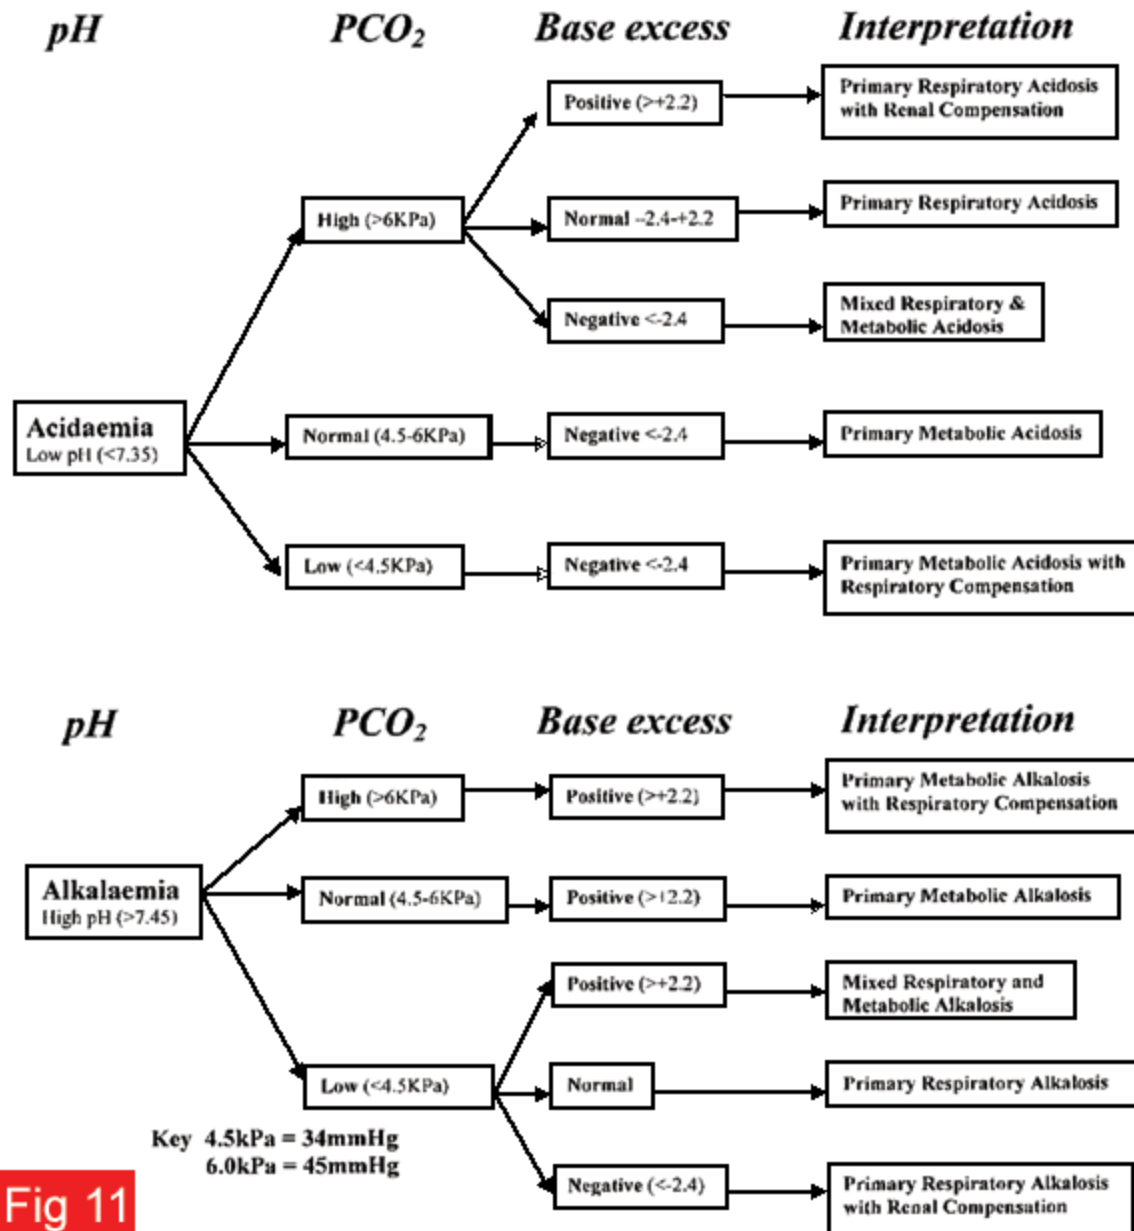 pH PCO₂ Base excess Interpretation
Positive (>+2.2)
Primary Respiratory Acidosis
with Renal Compensation
High (>6KPa)
Normal -2.4-+2.2
Primary Respiratory Acidosis
Negative <-2.4
Mixed Respiratory &
Metabolic Acidosis
Acidaemia
Low pH (<7.35)
Normal (4.5-6KPa)
Negative <-2.4
Primary Metabolic Acidosis
Low (<4.5KPa)
Negative <-2.4
Primary Metabolic Acidosis with
Respiratory Compensation
pH PCO₂ Base excess Interpretation
High (>6KPa)
Positive (>+2.2)
Primary Metabolic Alkalosis
with Respiratory Compensation
Alkalaemia
High pH (>7.45)
Normal (4.5-6KPa)
Positive (>+2.2)
Primary Metabolic Alkalosis
Positive (>+2.2)
Mixed Respiratory and
Metabolic Alkalosis
Low (<4.5KPa)
Normal
Primary Respiratory Alkalosis
Key 4.5kPa = 34mmHg
6.0kPa = 45mmHg
Negative (<-2.4)
Primary Respiratory Alkalosis
with Renal Compensation
Fig 11